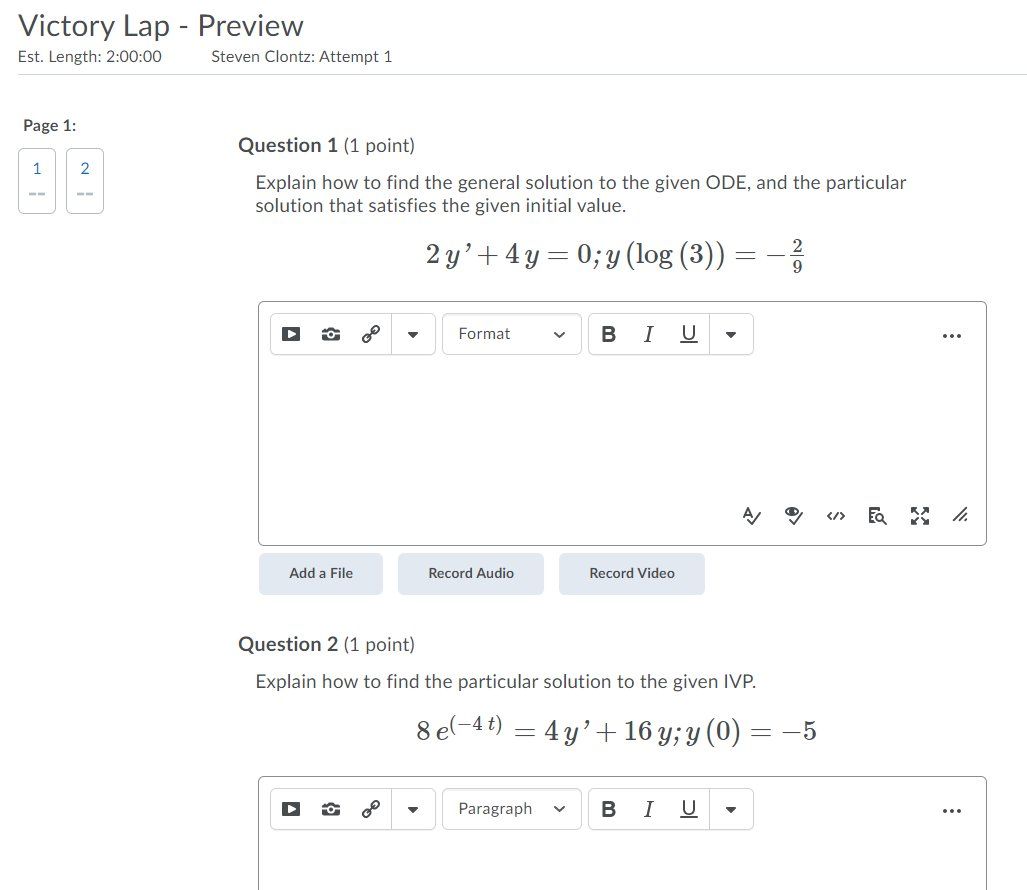 Victory Lap - Preview
Est. Length: 2:00:00 Steven Clontz: Attempt 1
Page 1:
1 2
-- --
Question 1 (1 point)
Explain how to find the general solution to the given ODE, and the particular
solution that satisfies the given initial value.
2 y’ + 4 y = 0; y (log (3)) = −2/9
Format B I U ...
Add a File Record Audio Record Video
Question 2 (1 point)
Explain how to find the particular solution to the given IVP.
8 e^(−4 t) = 4 y’ + 16 y; y (0) = −5
Paragraph B I U ...